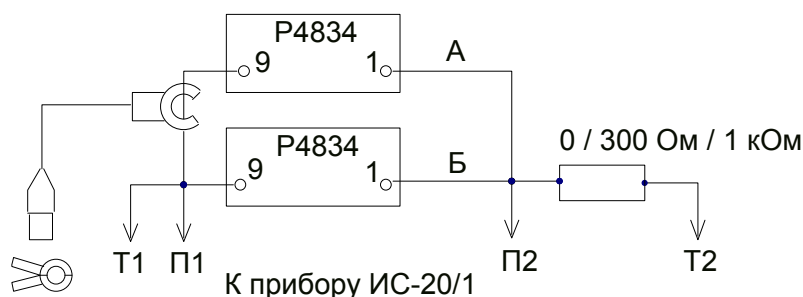 Р4834
9 1 А
0 / 300 Ом / 1 кОм
Р4834
9 1 Б
Т1 П1 П2 Т2
К прибору ИС-20/1